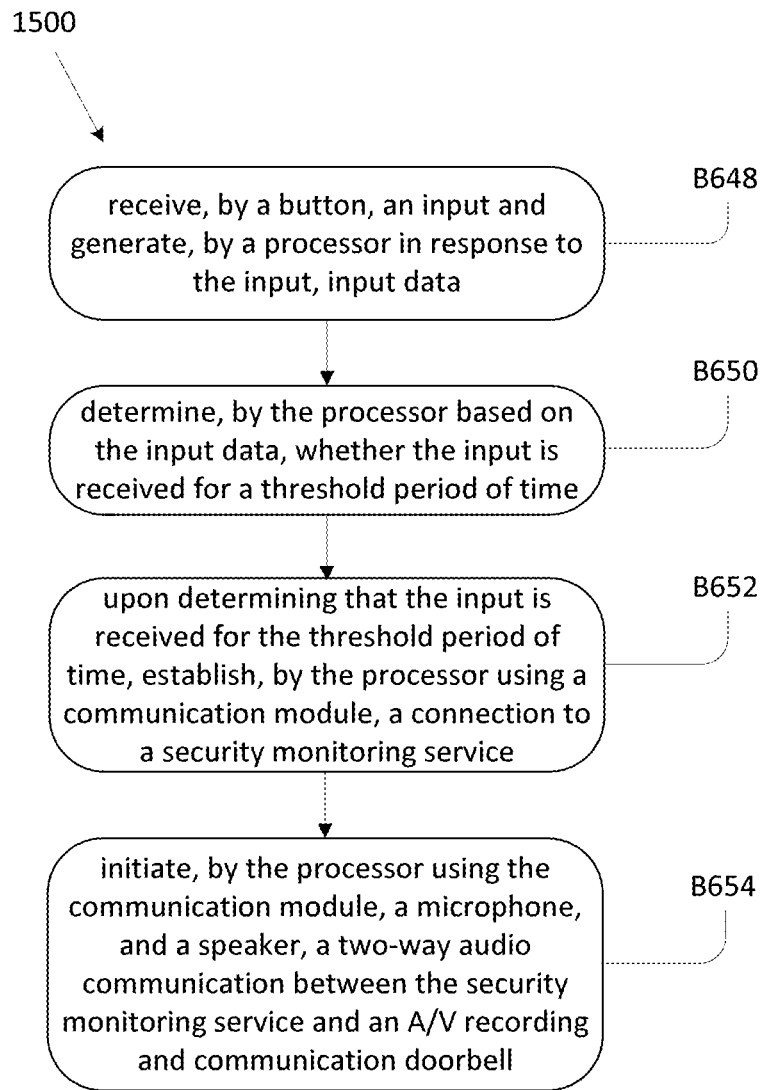 1500
receive, by a button, an input and
generate, by a processor in response to
the input, input data
B648
determine, by the processor based on
the input data, whether the input is
received for a threshold period of time
B650
upon determining that the input is
received for the threshold period of
time, establish, by the processor using a
communication module, a connection to
a security monitoring service
B652
initiate, by the processor using the
communication module, a microphone,
and a speaker, a two-way audio
communication between the security
monitoring service and an A/V recording
and communication doorbell
B654